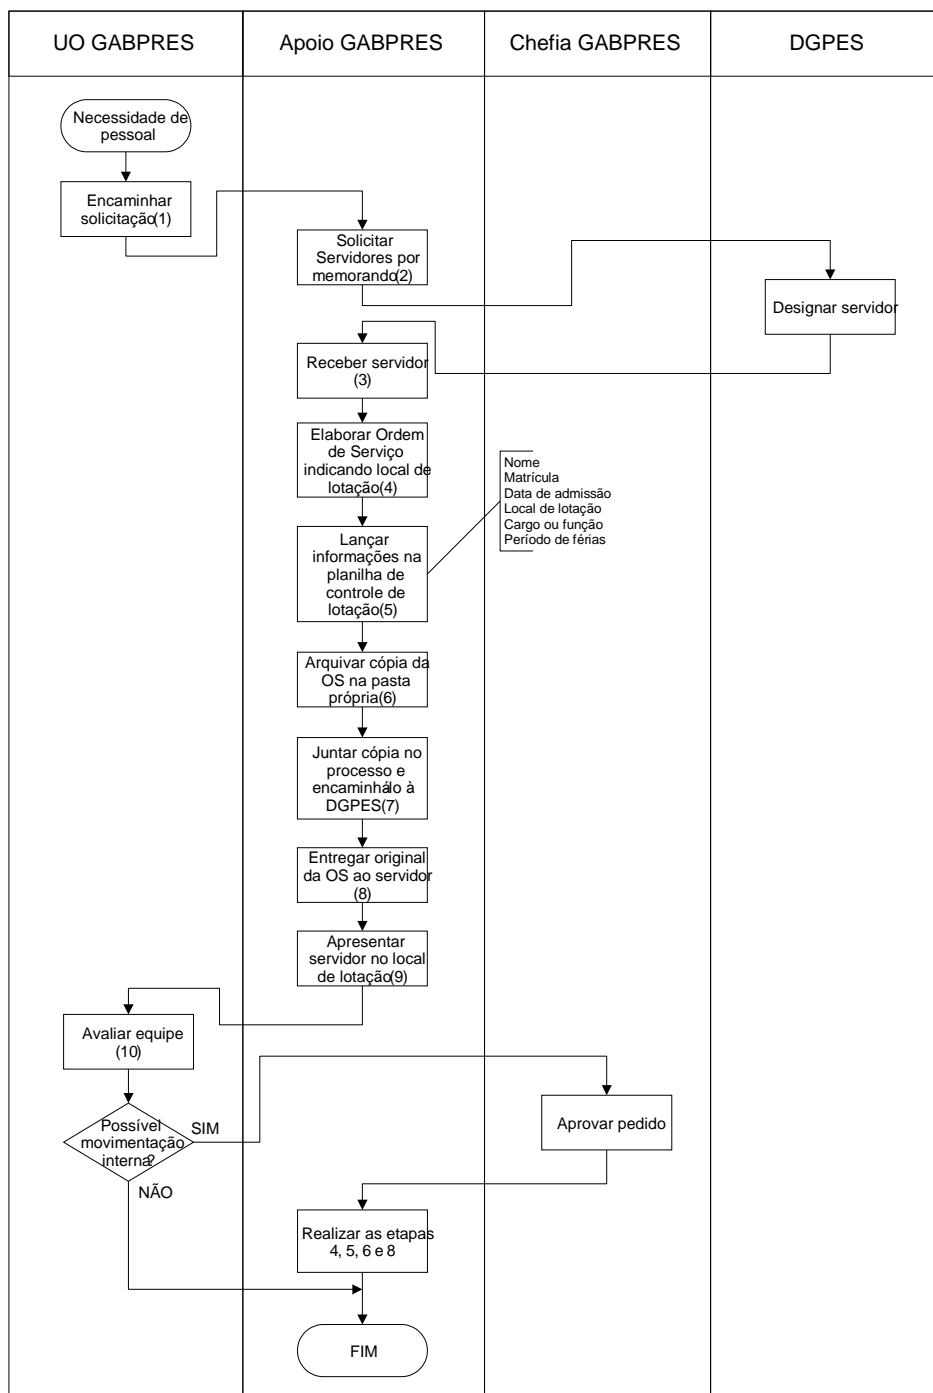 UO GABPRES
Apoio GABPRES
Chefia GABPRES
DGPES
Necessidade de
pessoal
Encaminhar
solicitação(1)
Solicitar
Servidores por
memorando(2)
Designar servidor
Receber servidor
(3)
Elaborar Ordem
de Serviço
indicando local de
lotação(4)
Nome
Matrícula
Data de admissão
Local de lotação
Cargo ou função
Período de férias
Lançar
informações na
planilha de
controle de
lotação(5)
Arquivar cópia da
OS na pasta
própria(6)
Juntar cópia no
processo e
encaminhálo à
DGPES(7)
Entregar original
da OS ao servidor
(8)
Apresentar
servidor no local
de lotação(9)
Avaliar equipe
(10)
Possível
movimentação
interna?
SIM
NÃO
Aprovar pedido
Realizar as etapas
4, 5, 6 e 8
FIM